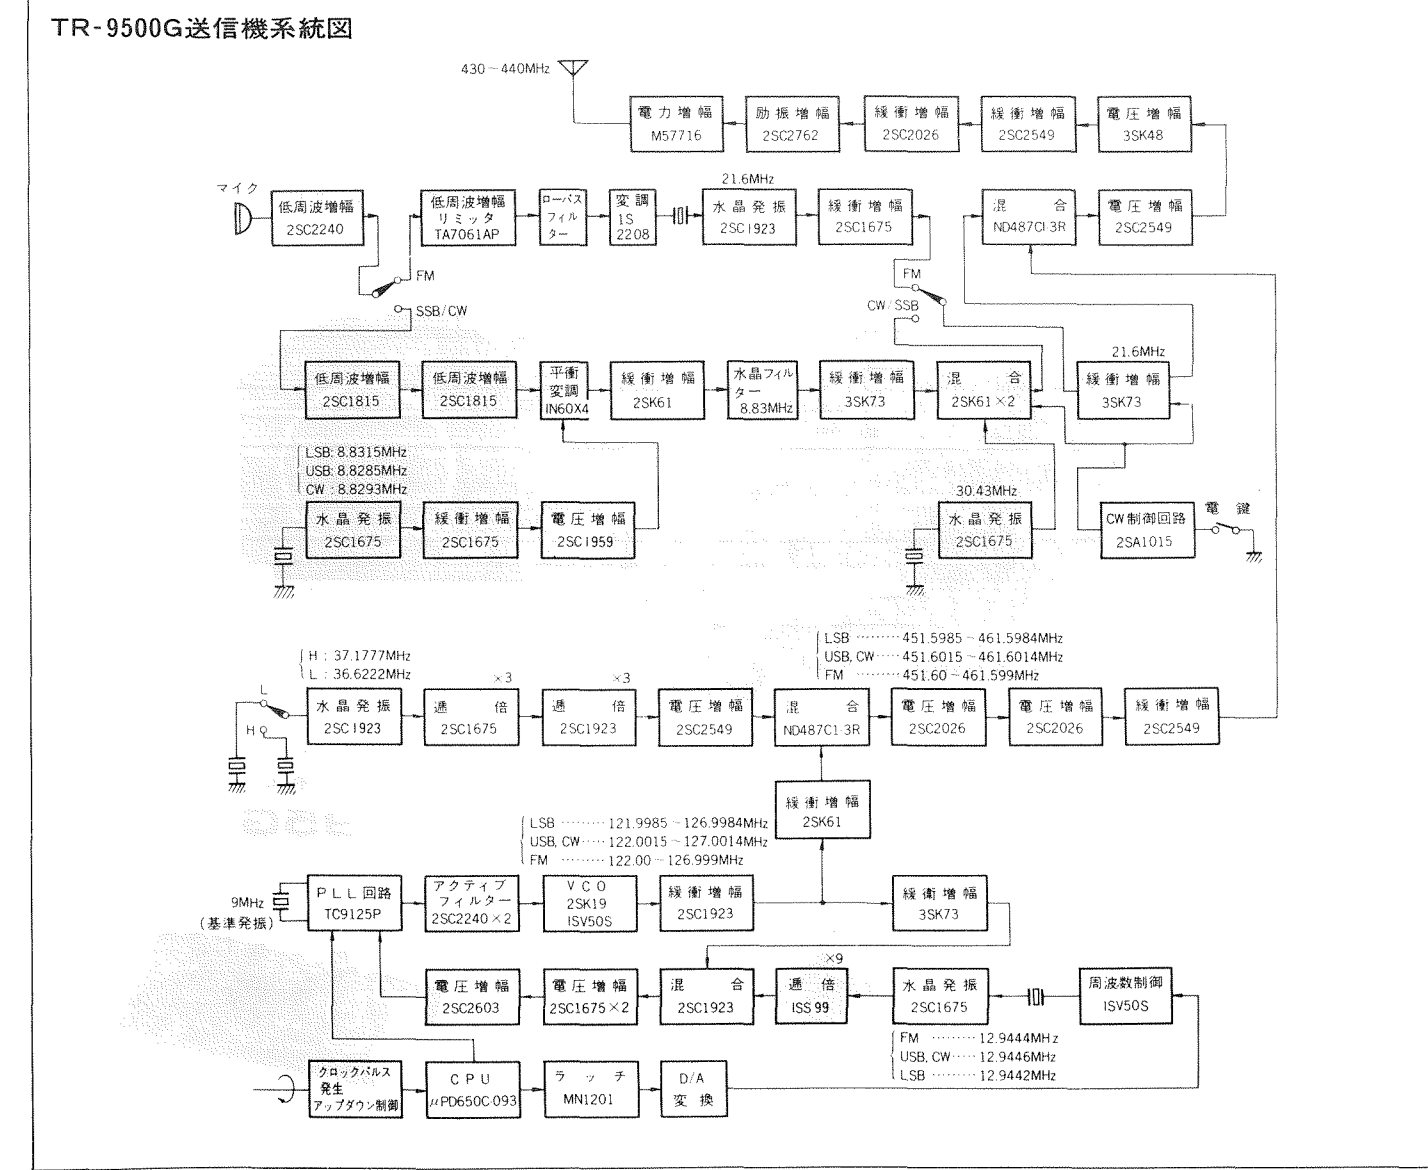 TR-9500G送信機系統図
430～440MHz
電力増幅
M57716
励振増幅
2SC2762
緩衝増幅
2SC2026
緩衝増幅
2SC2549
電圧増幅
3SK48
マイク
低周波増幅
2SC2240
低周波増幅
リミッタ
TA7061AP
ローパス
フィル
ター
変調
1S
2208
21.6MHz
水晶発振
2SC1923
緩衝増幅
2SC1675
混合
ND487C1-3R
電圧増幅
2SC2549
FM
SSB/CW
FM
CW/SSB
低周波増幅
2SC1815
低周波増幅
2SC1815
平衡
変調
IN60X4
緩衝増幅
2SK61
水晶フィル
ター
8.83MHz
緩衝増幅
3SK73
混合
2SK61×2
21.6MHz
緩衝増幅
3SK73
LSB: 8.8315MHz
USB: 8.8285MHz
CW : 8.8293MHz
水晶発振
2SC1675
緩衝増幅
2SC1675
電圧増幅
2SC1959
30.43MHz
水晶発振
2SC1675
CW制御回路
2SA1015
電鍵
H : 37.1777MHz
L : 36.6222MHz
L
H
水晶発振
2SC1923
×3
逓倍
2SC1675
×3
逓倍
2SC1923
電圧増幅
2SC2549
混合
ND487C1-3R
LSB ········ 451.5985～461.5984MHz
USB, CW····· 451.6015～461.6014MHz
FM ········ 451.60～461.599MHz
電圧増幅
2SC2026
電圧増幅
2SC2026
緩衝増幅
2SC2549
緩衝増幅
2SK61
LSB ········· 121.9985～126.9984MHz
USB, CW····· 122.0015～127.0014MHz
FM ········· 122.00～126.999MHz
9MHz
(基準発振)
PLL回路
TC9125P
アクティブ
フィルター
2SC2240×2
VCO
2SK19
ISV50S
緩衝増幅
2SC1923
緩衝増幅
3SK73
電圧増幅
2SC2603
電圧増幅
2SC1675×2
混合
2SC1923
×9
逓倍
ISS99
水晶発振
2SC1675
周波数制御
ISV50S
FM ········· 12.9444MHz
USB, CW····· 12.9446MHz
LSB ········· 12.9442MHz
クロックパルス
発生
アップダウン制御
CPU
μPD650C-093
ラッチ
MN1201
D/A
変換